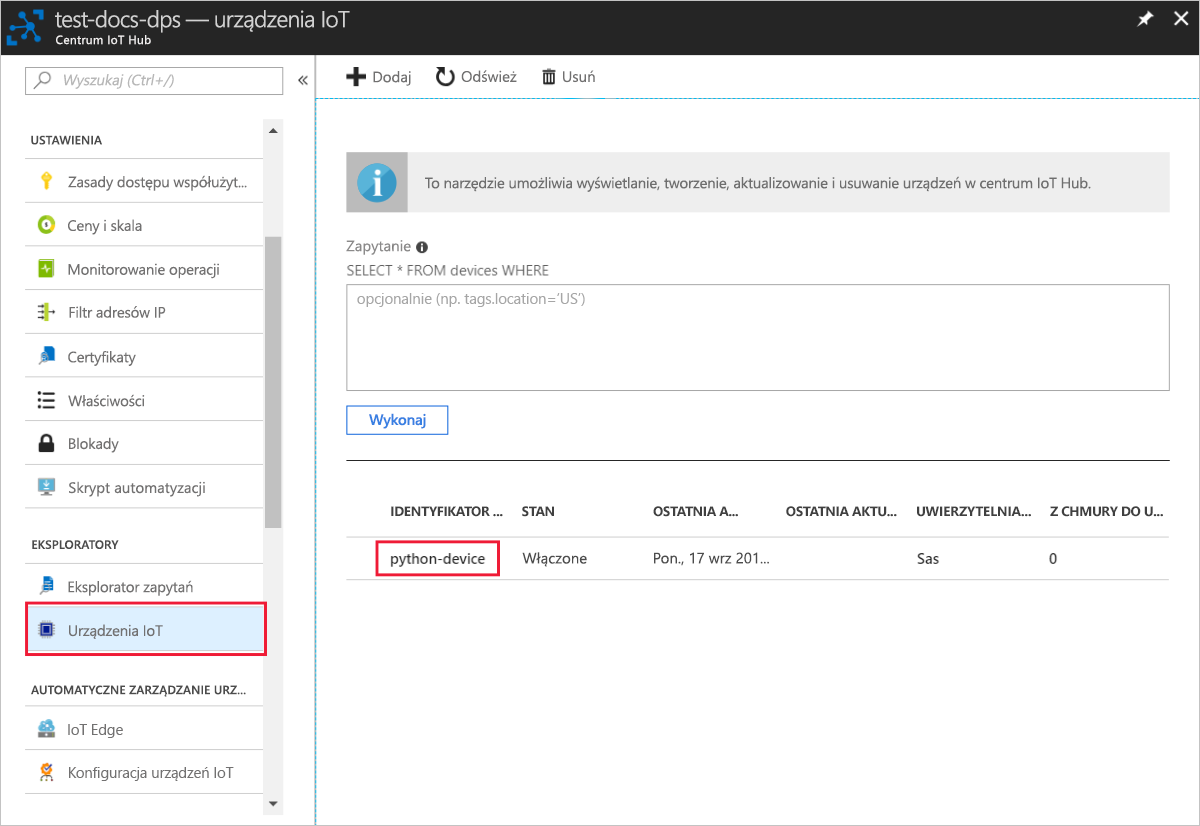 test-docs-dps — urządzenia IoT
Centrum IoT Hub
Wyszukaj (Ctrl+/)
«
USTAWIENIA
Zasady dostępu współużyt...
Ceny i skala
Monitorowanie operacji
Filtr adresów IP
Certyfikaty
Właściwości
Blokady
Skrypt automatyzacji
EKSPLORATORY
Eksplorator zapytań
Urządzenia IoT
AUTOMATYCZNE ZARZĄDZANIE URZ...
IoT Edge
Konfiguracja urządzeń IoT
Dodaj Odśwież Usuń
To narzędzie umożliwia wyświetlanie, tworzenie, aktualizowanie i usuwanie urządzeń w centrum IoT Hub.
Zapytanie
SELECT * FROM devices WHERE
opcjonalnie (np. tags.location='US')
Wykonaj
IDENTYFIKATOR ... STAN OSTATNIA A... OSTATNIA AKTU... UWIERZYTELNIA... Z CHMURY DO U...
python-device Włączone Pon., 17 wrz 201... Sas 0